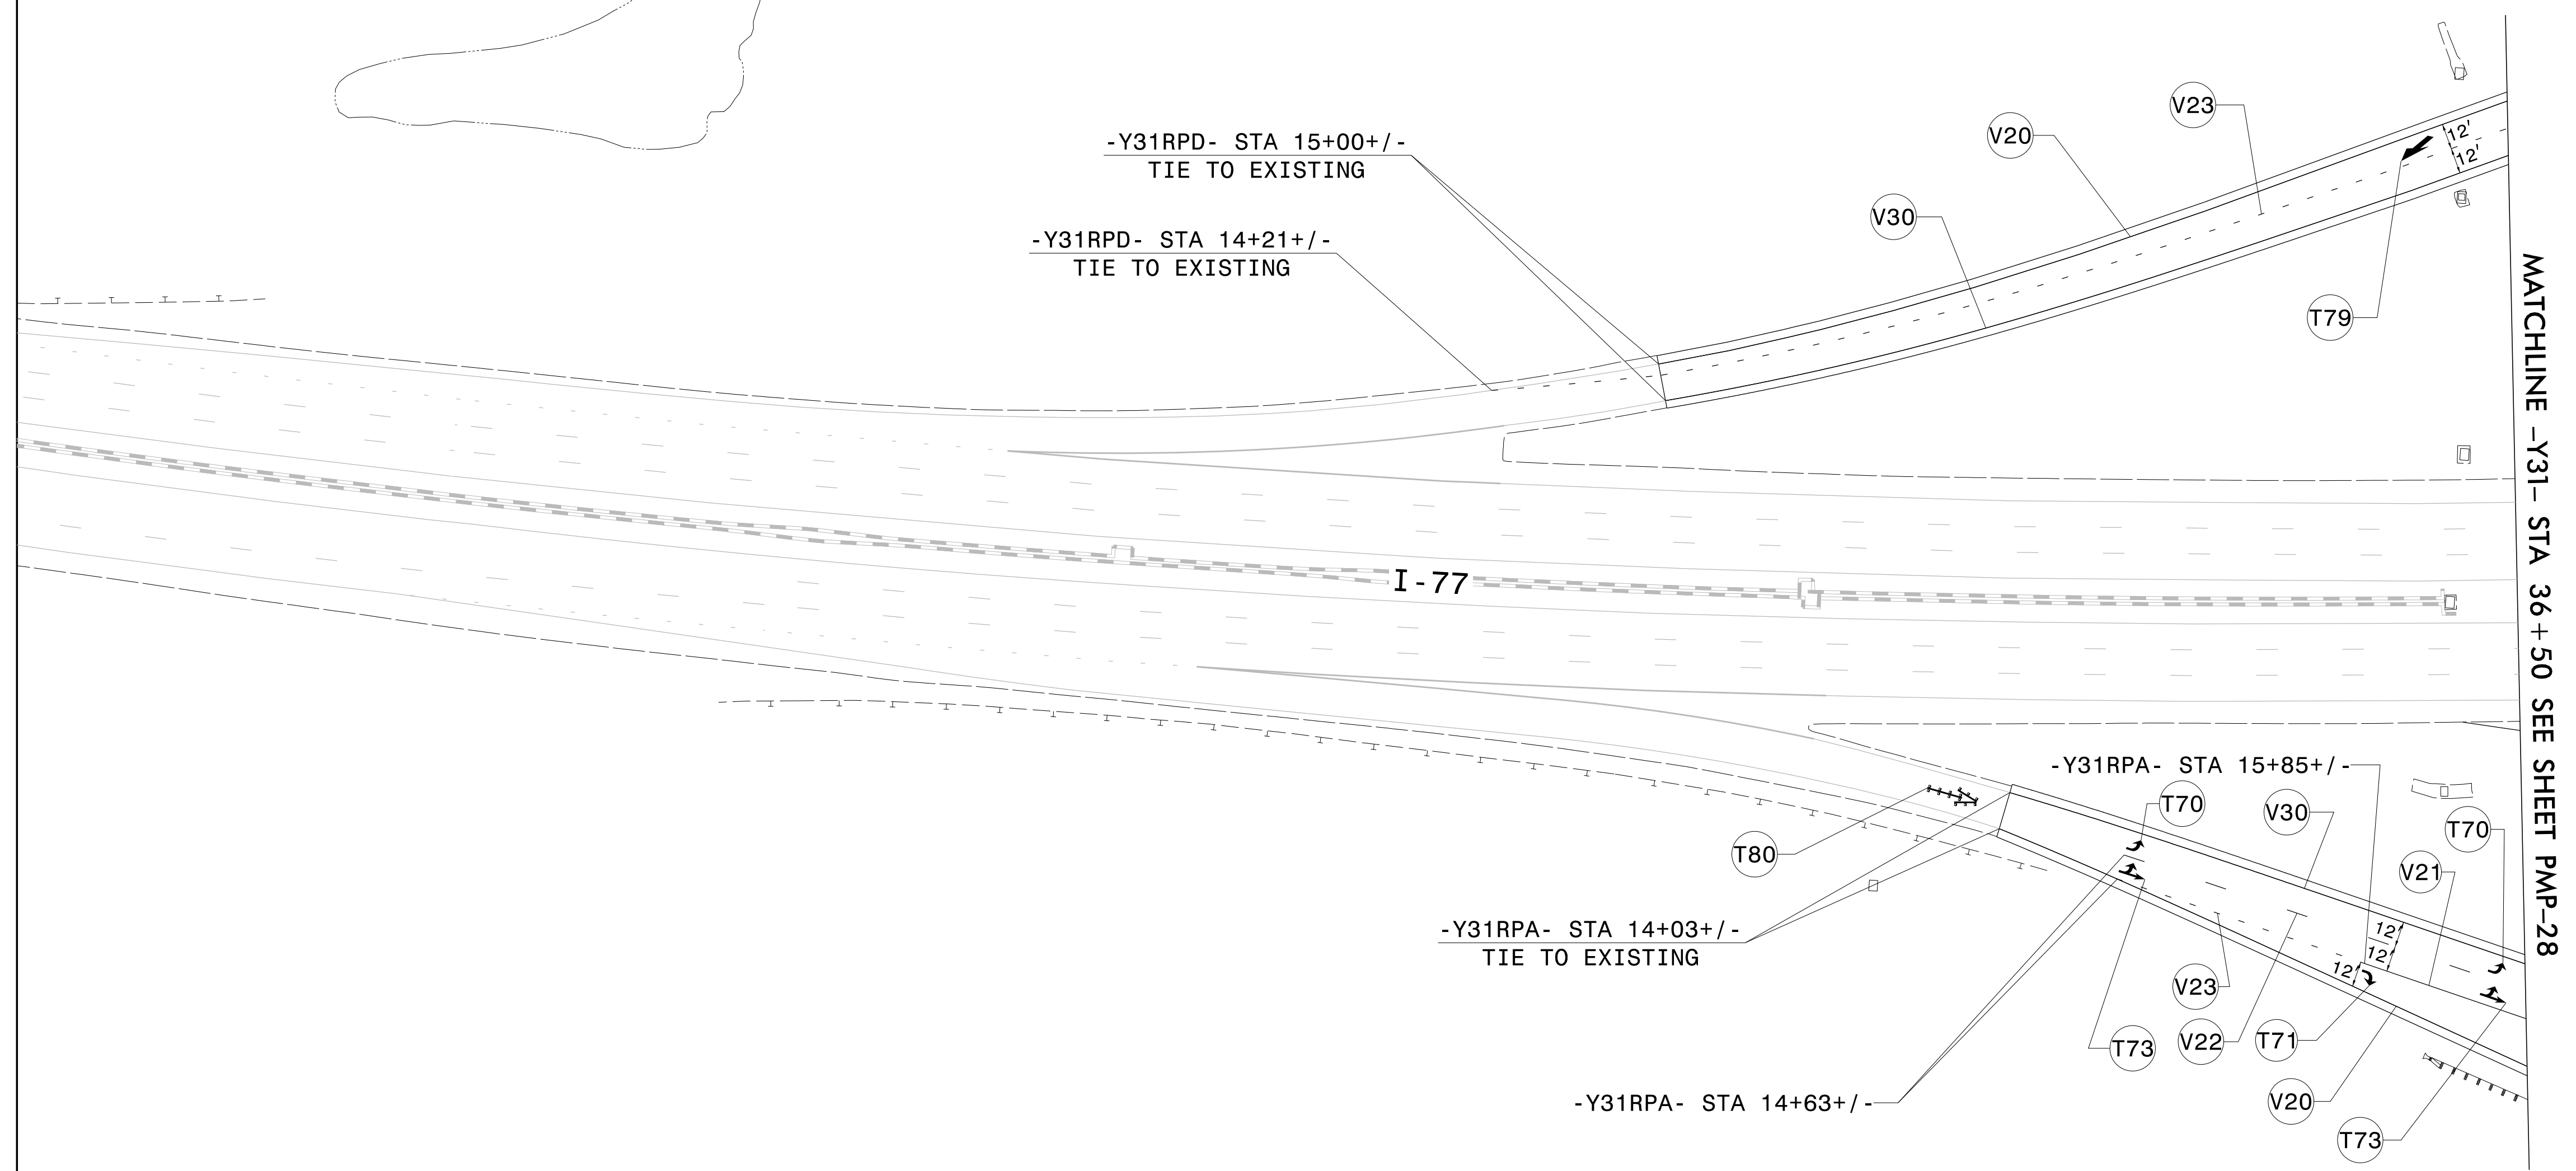 -Y31RPD- STA 15+00+/-
TIE TO EXISTING
-Y31RPD- STA 14+21+/-
TIE TO EXISTING
V30
V20
V23
12'
12'
T79
I-77
MATCHLINE -Y31- STA 36+50 SEE SHEET PMP-28
-Y31RPA- STA 15+85+/-
T70
V30
T70
V21
T80
-Y31RPA- STA 14+03+/-
TIE TO EXISTING
12'
12'
12'
V23
T73
V22
T71
-Y31RPA- STA 14+63+/-
V20
T73